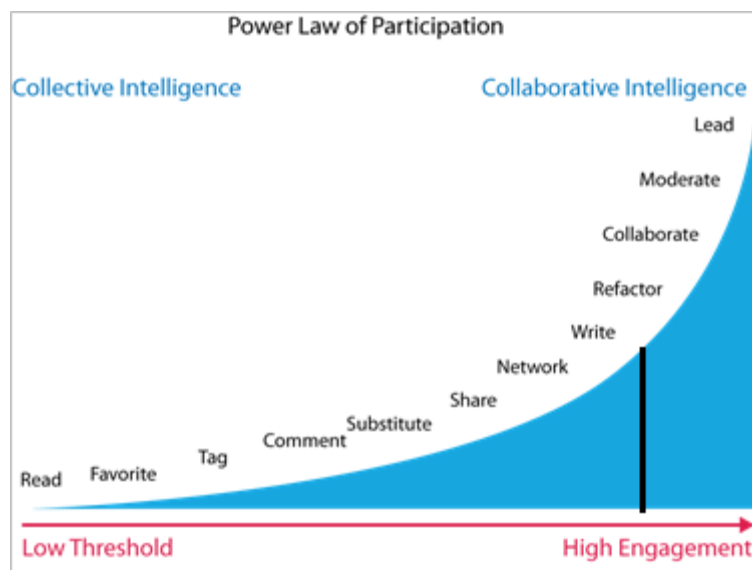 Power Law of Participation
Collective Intelligence
Collaborative Intelligence
Lead
Moderate
Collaborate
Refactor
Write
Network
Share
Substitute
Comment
Tag
Favorite
Read
Low Threshold
High Engagement